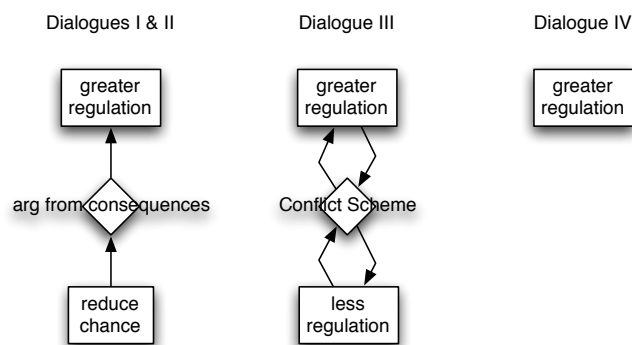 Dialogues I & II
Dialogue III
Dialogue IV
greater
regulation
greater
regulation
greater
regulation
arg from consequences
Conflict Scheme
reduce
chance
less
regulation